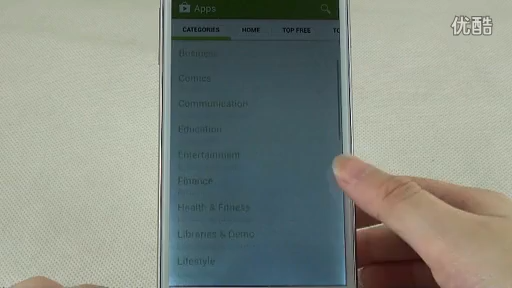 Apps
优酷
CATEGORIES HOME TOP FREE
Business
Comics
Communication
Education
Entertainment
Finance
Health & Fitness
Libraries & Demo
Lifestyle